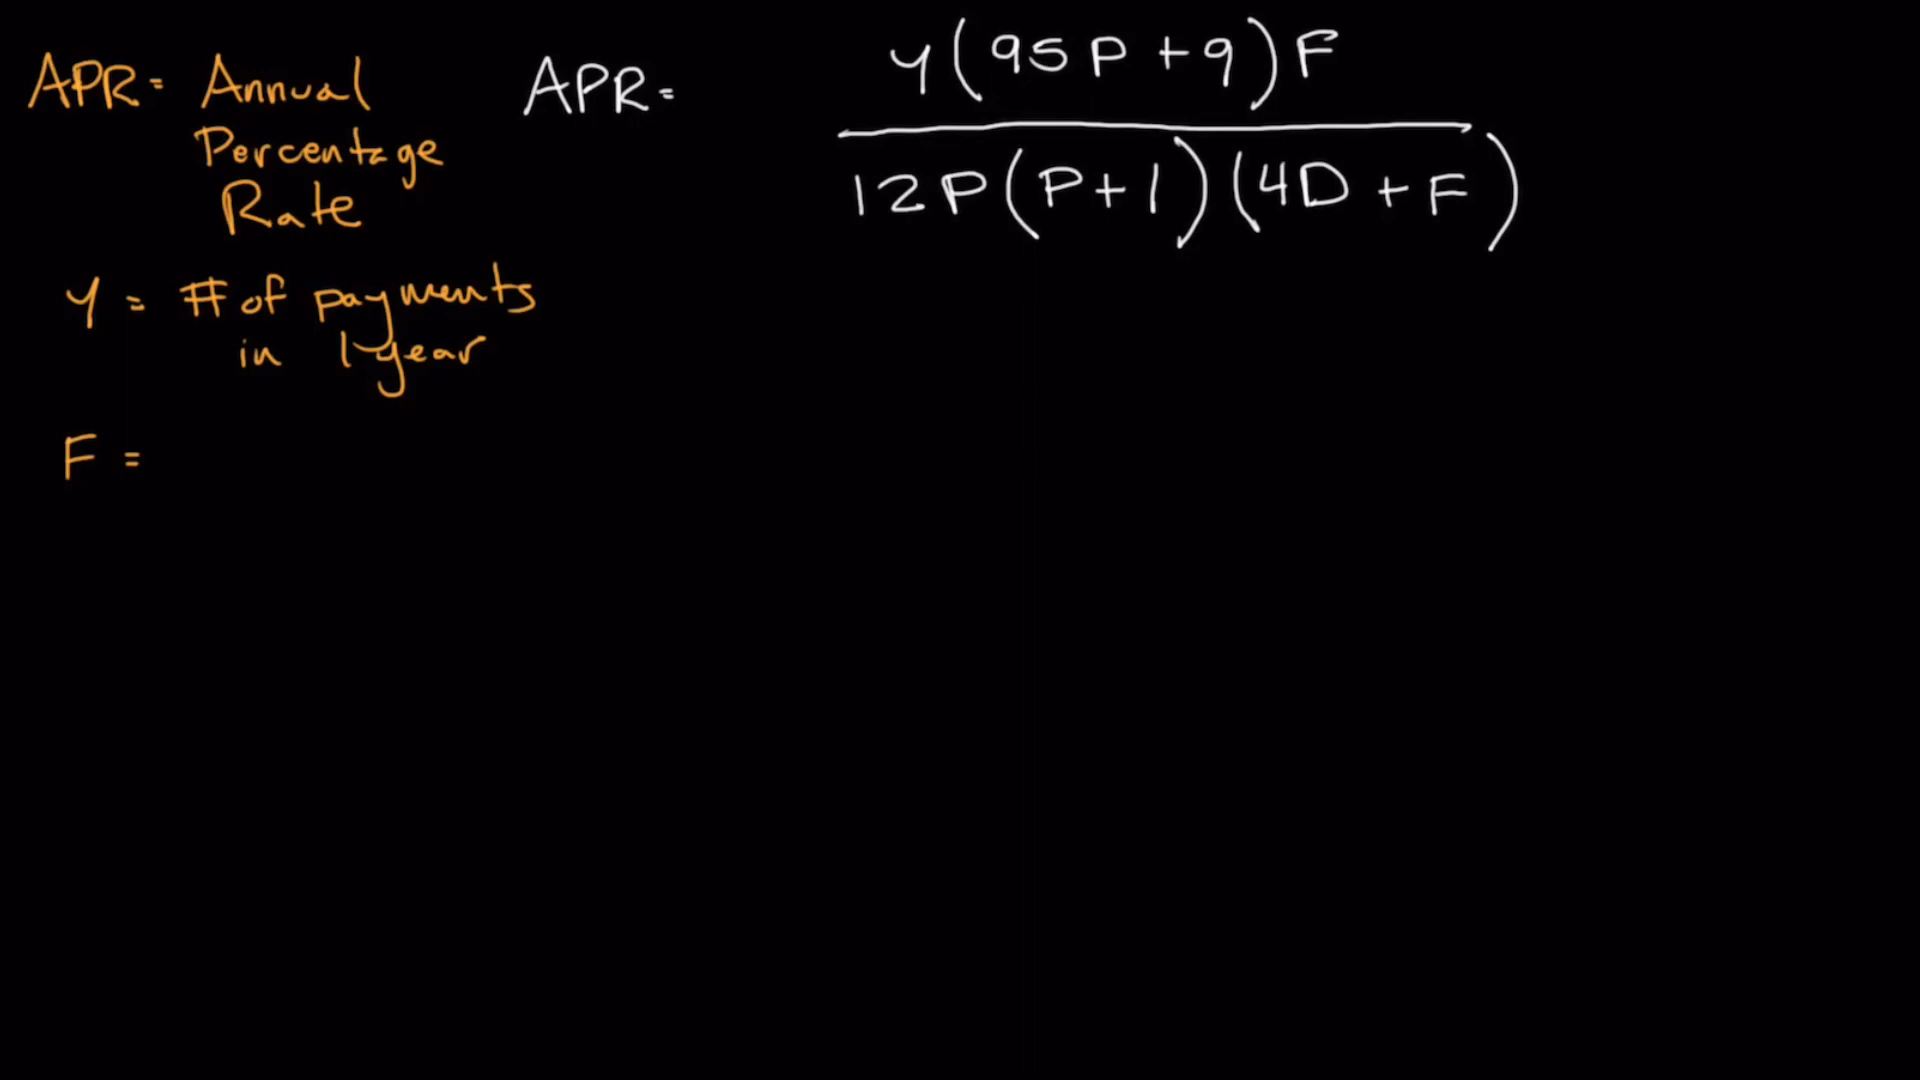 APR = Annual
Percentage
Rate
Y = # of payments
in 1 year
F =
APR =
Y(95P + 9)F
12P(P+1)(4D + F)